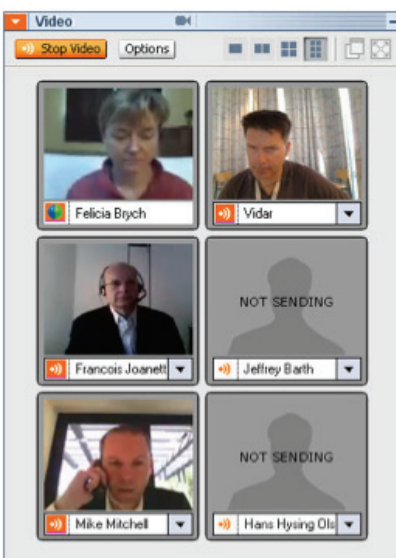 Video
Stop Video Options
Felicia Brych Vidar
NOT SENDING
Francois Joanett Jeffrey Barth
NOT SENDING
Mike Mitchell Hans Hysing Ols